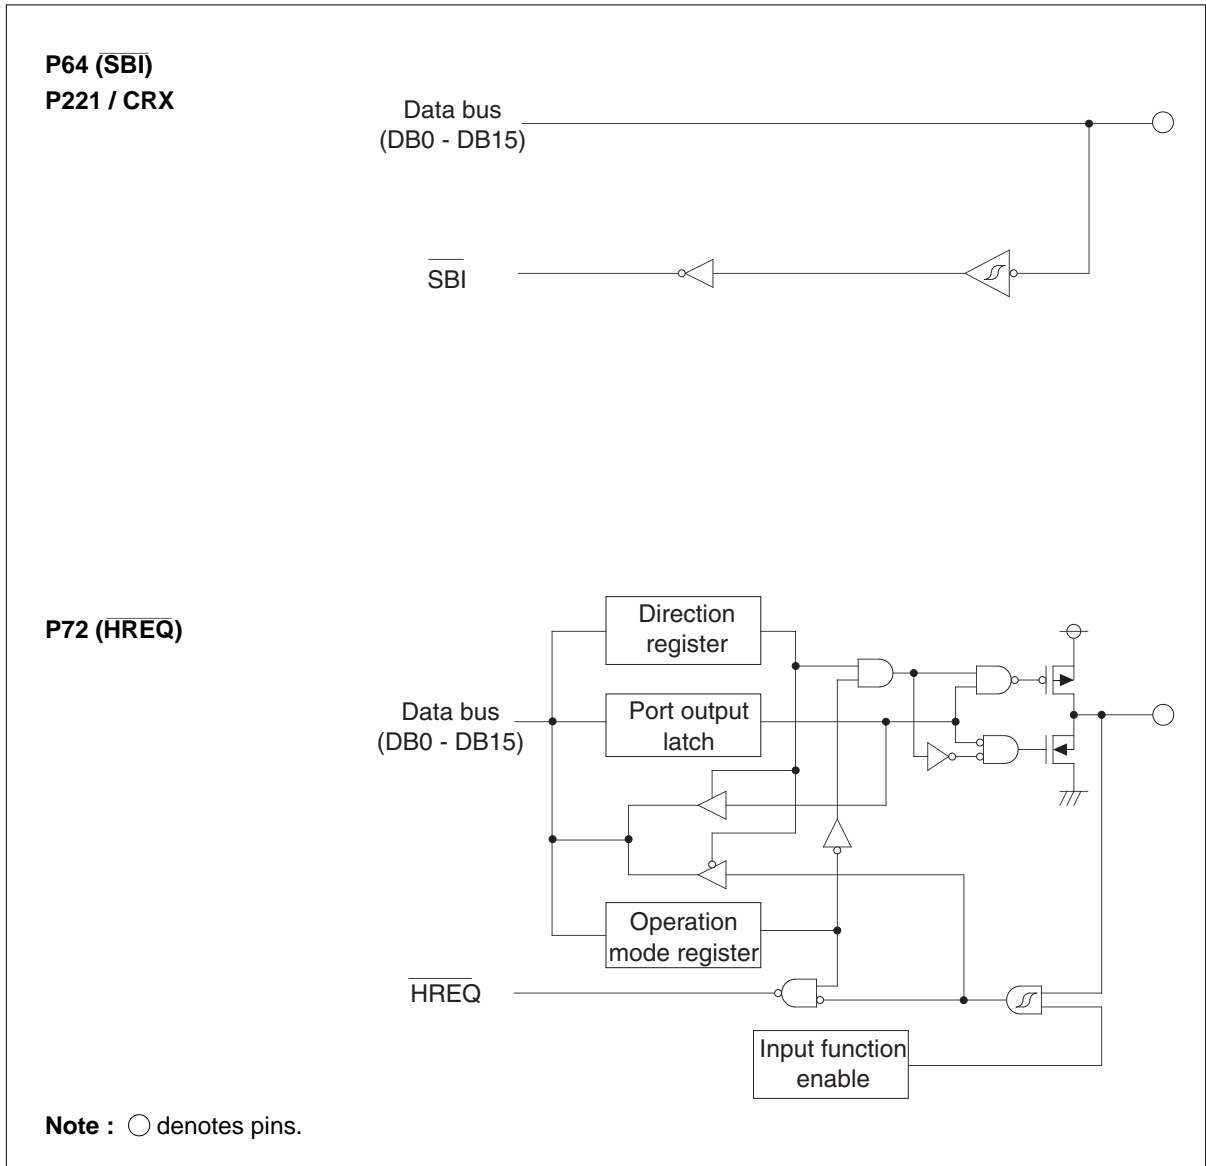 P64 (SBI)
P221 / CRX
Data bus
(DB0 - DB15)
SBI
P72 (HREQ)
Direction
register
Data bus
(DB0 - DB15)
Port output
latch
Operation
mode register
HREQ
Input function
enable
Note : ◯ denotes pins.